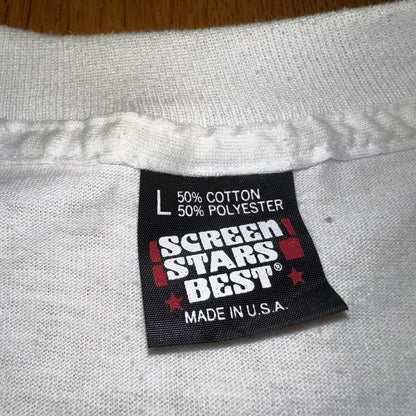 L 50% COTTON
50% POLYESTER
SCREEN
STARS
BEST®
MADE IN U.S.A.